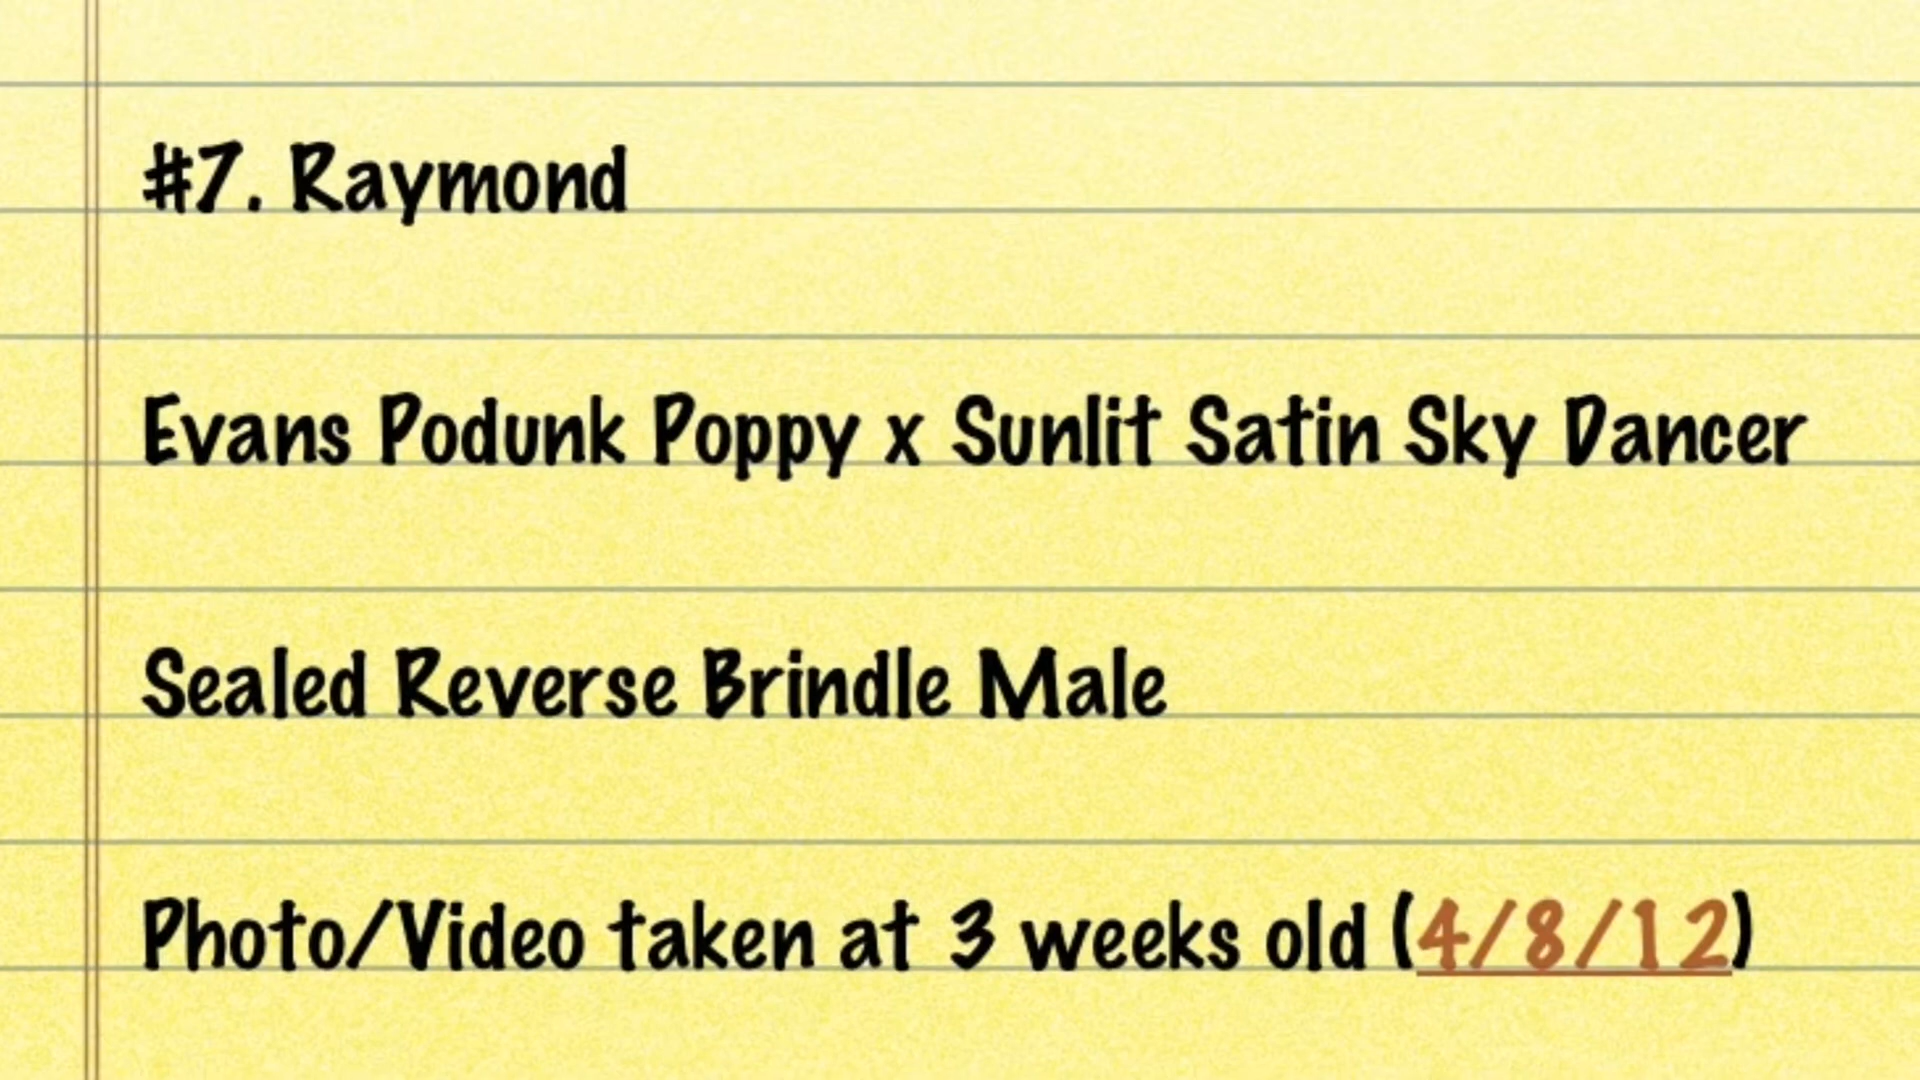 #7. Raymond
Evans Podunk Poppy x Sunlit Satin Sky Dancer
Sealed Reverse Brindle Male
Photo/Video taken at 3 weeks old (4/8/12)